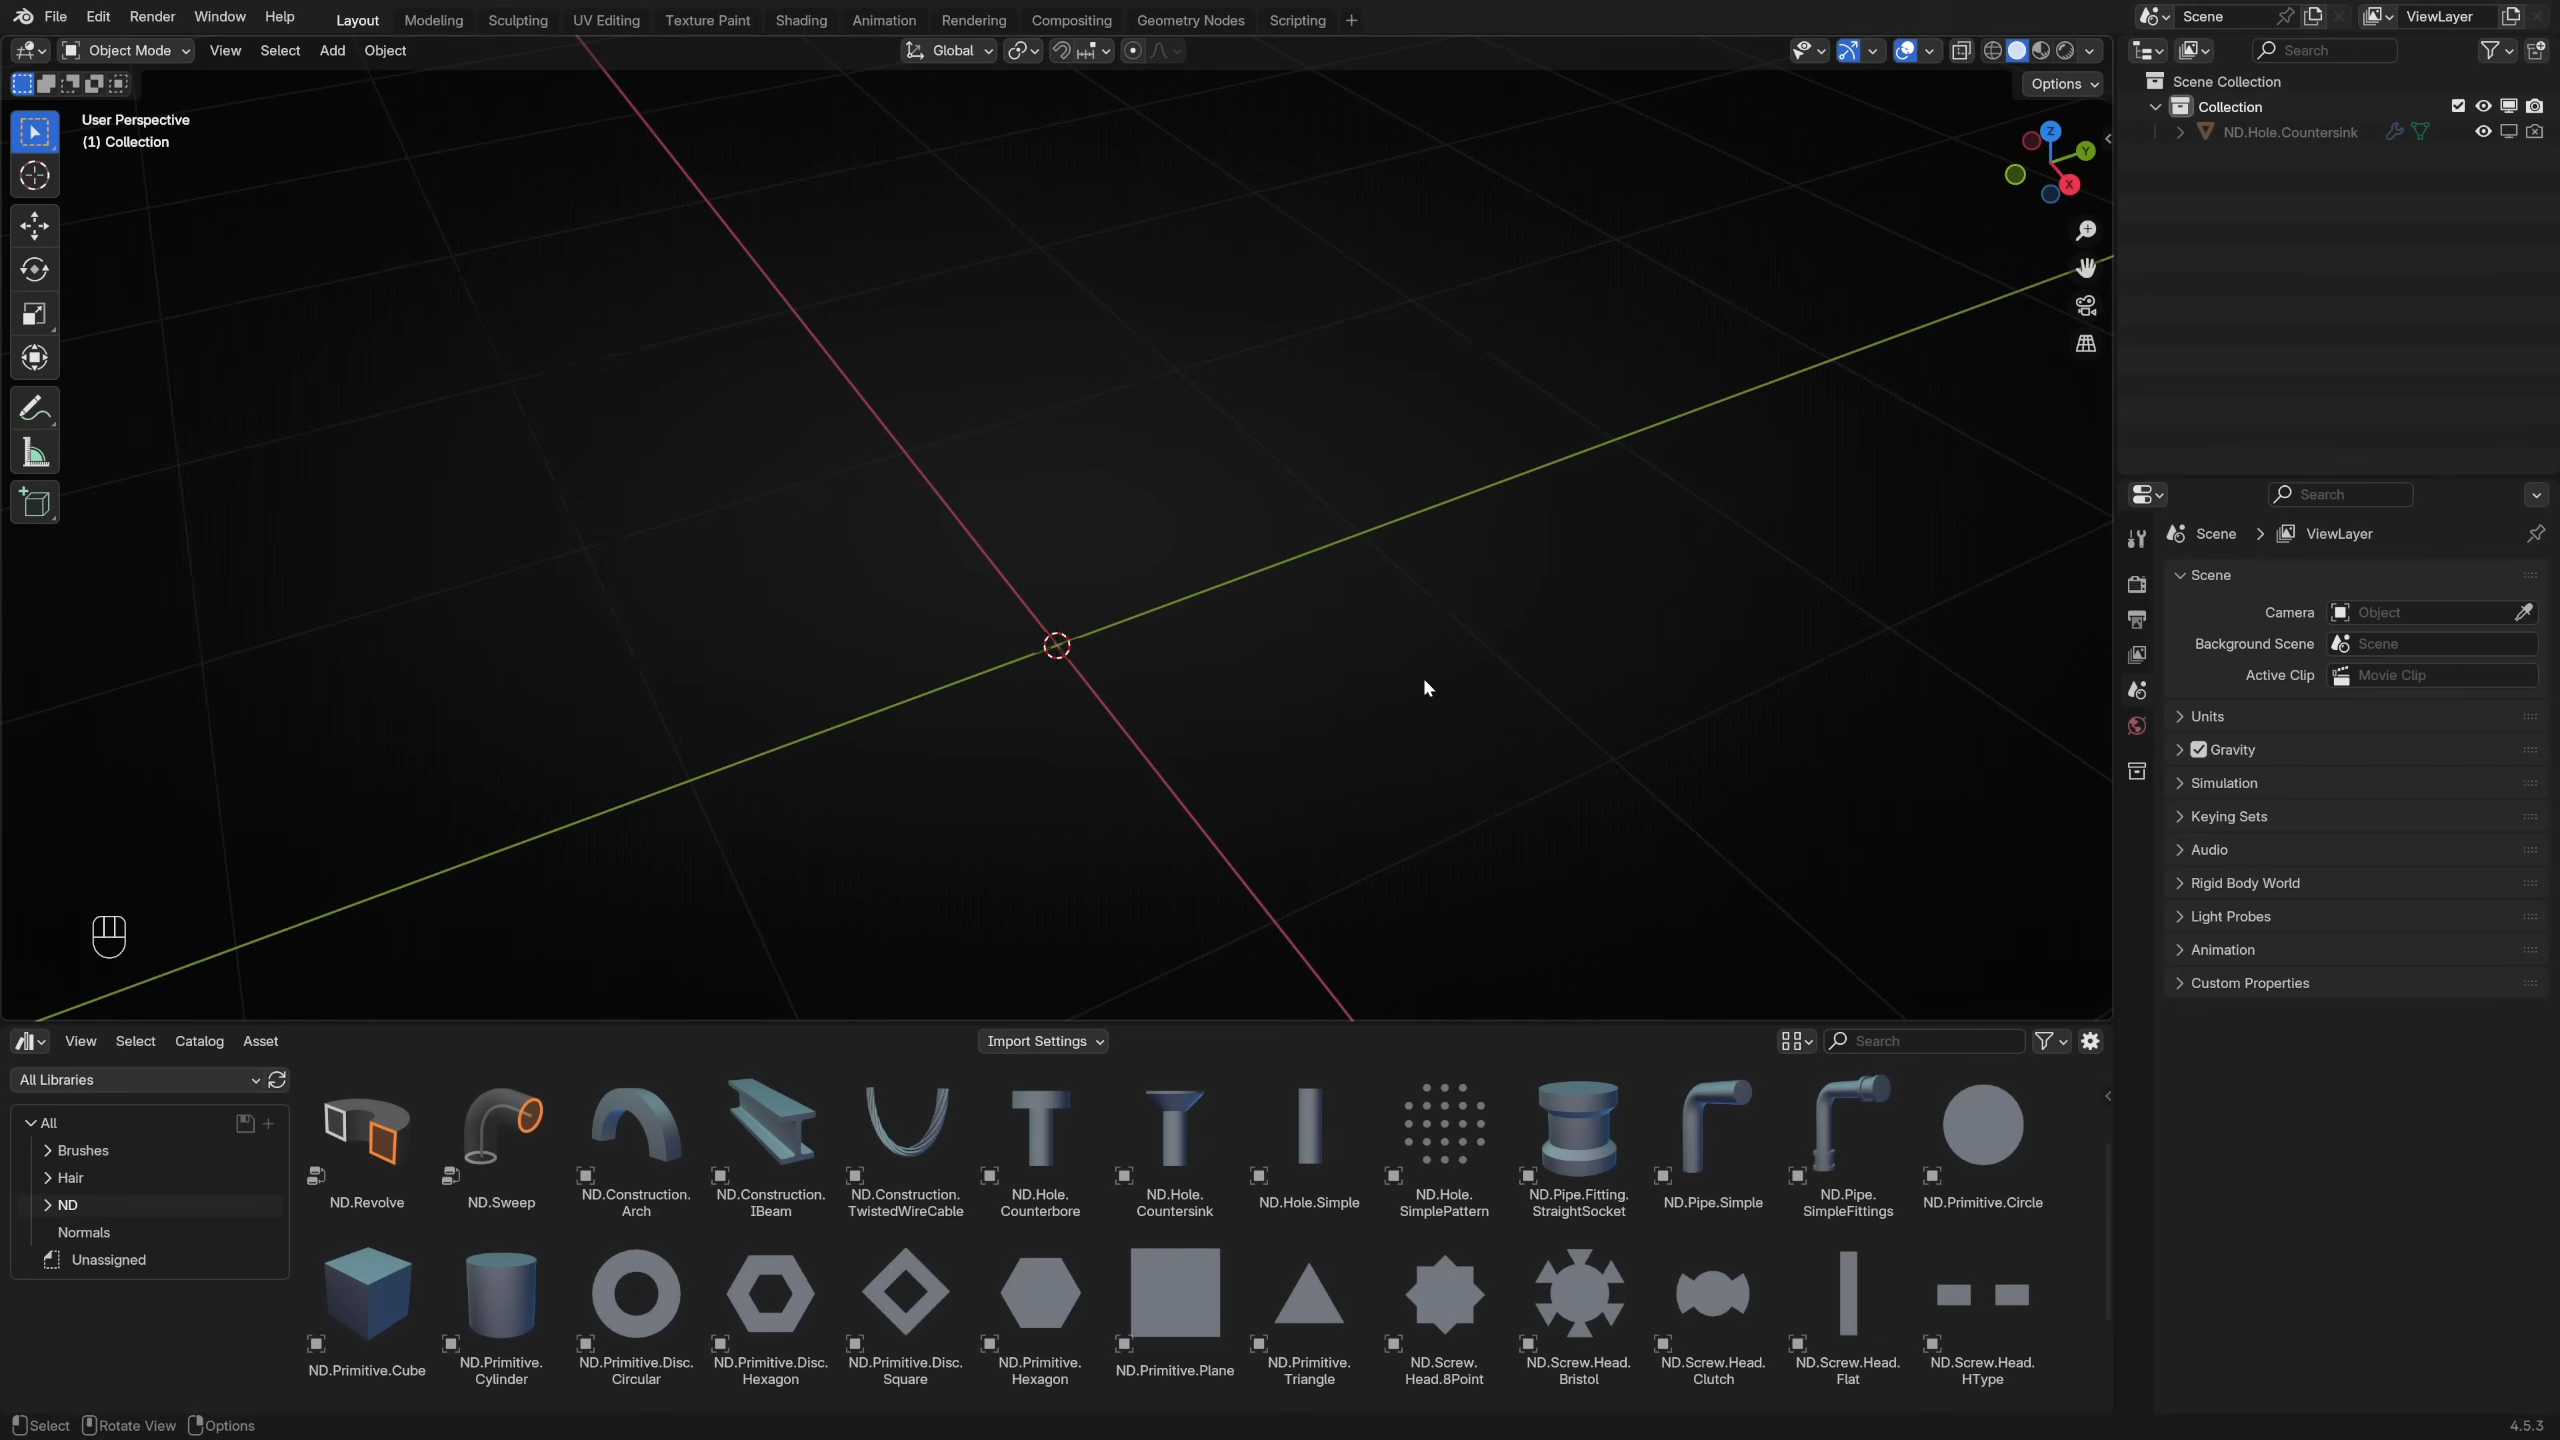 File Edit Render Window Help Layout Modeling Sculpting UV Editing Texture Paint Shading Animation Rendering Compositing Geometry Nodes Scripting + Scene ViewLayer
Object Mode View Select Add Object Global Search
Options
User Perspective
(1) Collection
Z
Y
X
Scene Collection
Collection
ND.Hole.Countersink
Search
Scene ViewLayer
Scene
Camera Object
Background Scene Scene
Active Clip Movie Clip
Units
Gravity
Simulation
Keying Sets
Audio
Rigid Body World
Light Probes
Animation
Custom Properties
View Select Catalog Asset Import Settings Search
All Libraries
All
Brushes
Hair
ND
Normals
Unassigned
ND.Revolve
ND.Sweep
ND.Construction.
Arch
ND.Construction.
IBeam
ND.Construction.
TwistedWireCable
ND.Hole.
Counterbore
ND.Hole.
Countersink
ND.Hole.Simple
ND.Hole.
SimplePattern
ND.Pipe.Fitting.
StraightSocket
ND.Pipe.Simple
ND.Pipe.
SimpleFittings
ND.Primitive.Circle
ND.Primitive.Cube
ND.Primitive.
Cylinder
ND.Primitive.Disc.
Circular
ND.Primitive.Disc.
Hexagon
ND.Primitive.Disc.
Square
ND.Primitive.
Hexagon
ND.Primitive.Plane
ND.Primitive.
Triangle
ND.Screw.
Head.8Point
ND.Screw.Head.
Bristol
ND.Screw.Head.
Clutch
ND.Screw.Head.
Flat
ND.Screw.Head.
HType
Select Rotate View Options 4.5.3